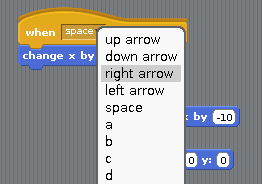 when space
up arrow
down arrow
right arrow
left arrow
space
a
b
c
d
change x by
x by -10
0 y: 0